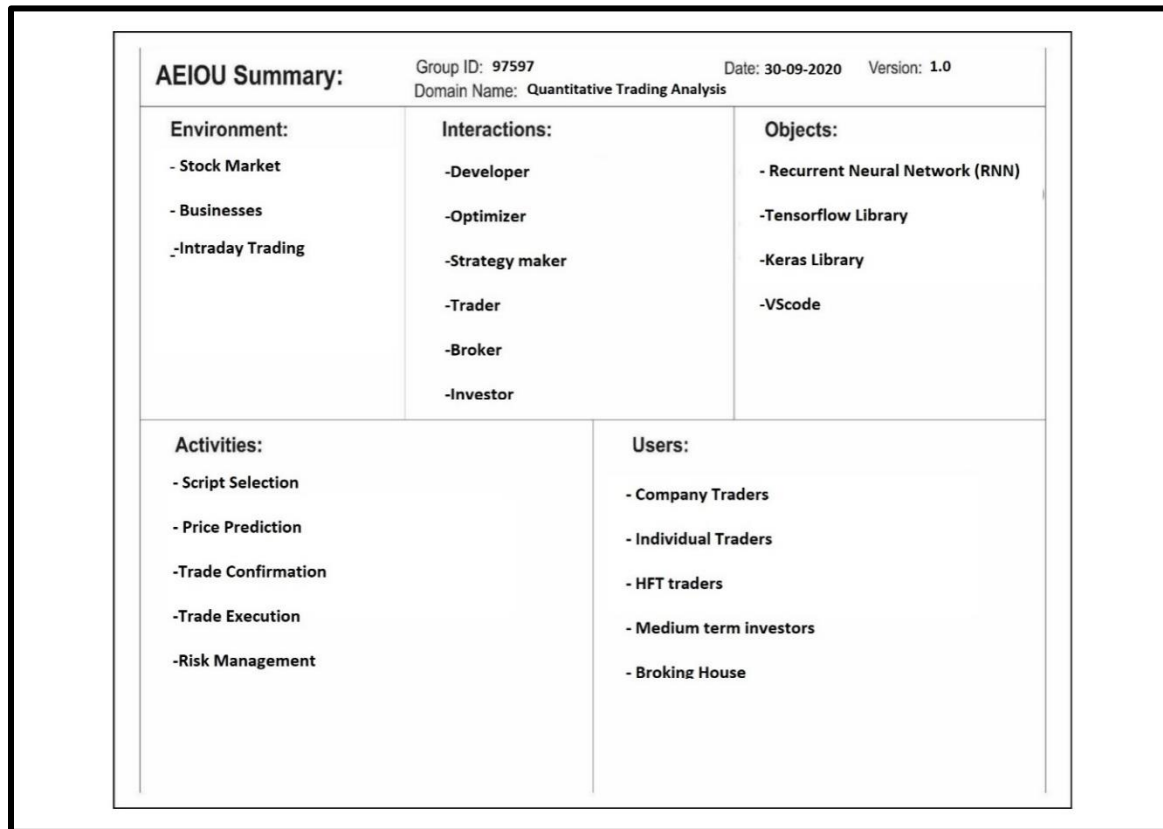 AEIOU Summary:
Group ID: 97597
Date: 30-09-2020
Version: 1.0
Domain Name: Quantitative Trading Analysis
Environment:
- Stock Market
- Businesses
-Intraday Trading
Interactions:
-Developer
-Optimizer
-Strategy maker
-Trader
-Broker
-Investor
Objects:
- Recurrent Neural Network (RNN)
-Tensorflow Library
-Keras Library
-VScode
Activities:
- Script Selection
- Price Prediction
-Trade Confirmation
-Trade Execution
-Risk Management
Users:
- Company Traders
- Individual Traders
- HFT traders
- Medium term investors
- Broking House